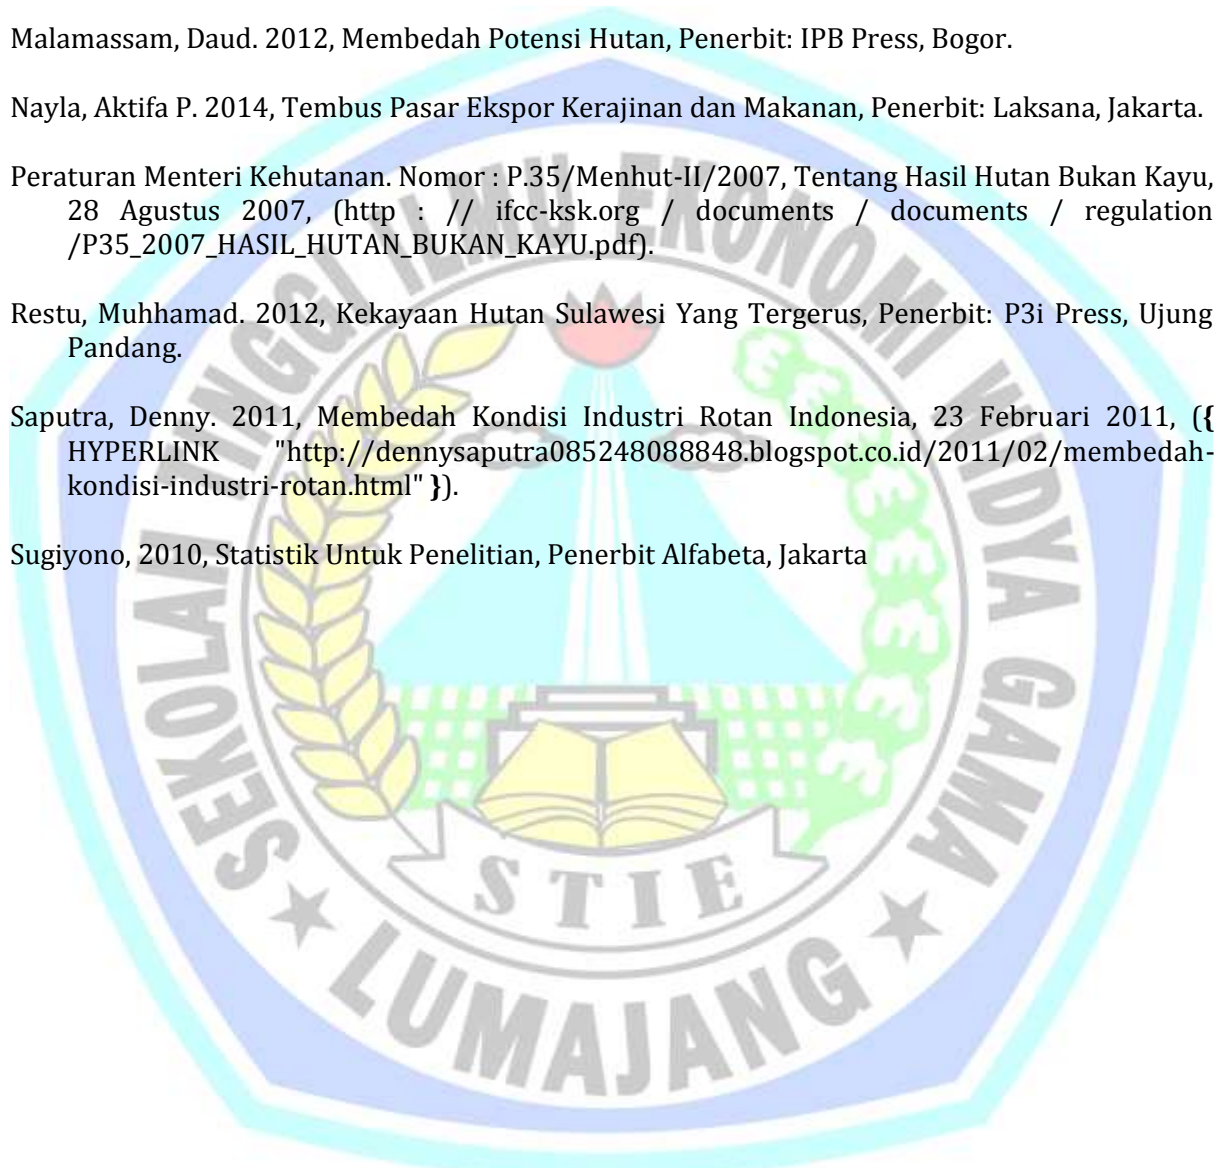 Malamassam, Daud. 2012, Membedah Potensi Hutan, Penerbit: IPB Press, Bogor.
Nayla, Aktifa P. 2014, Tembus Pasar Ekspor Kerajinan dan Makanan, Penerbit: Laksana, Jakarta.
Peraturan Menteri Kehutanan. Nomor : P.35/Menhut-II/2007, Tentang Hasil Hutan Bukan Kayu,
28 Agustus 2007, (http : // ifcc-ksk.org / documents / documents / regulation
/P35_2007_HASIL_HUTAN_BUKAN_KAYU.pdf).
Restu, Muhhamad. 2012, Kekayaan Hutan Sulawesi Yang Tergerus, Penerbit: P3i Press, Ujung
Pandang.
Saputra, Denny. 2011, Membedah Kondisi Industri Rotan Indonesia, 23 Februari 2011, ({
HYPERLINK "http://dennysaputra085248088848.blogspot.co.id/2011/02/membedah-
kondisi-industri-rotan.html" }).
Sugiyono, 2010, Statistik Untuk Penelitian, Penerbit Alfabeta, Jakarta
SEKOLAH TINGGI ILMU EKONOMI WIDYA GAMA
STIE
LUMAJANG